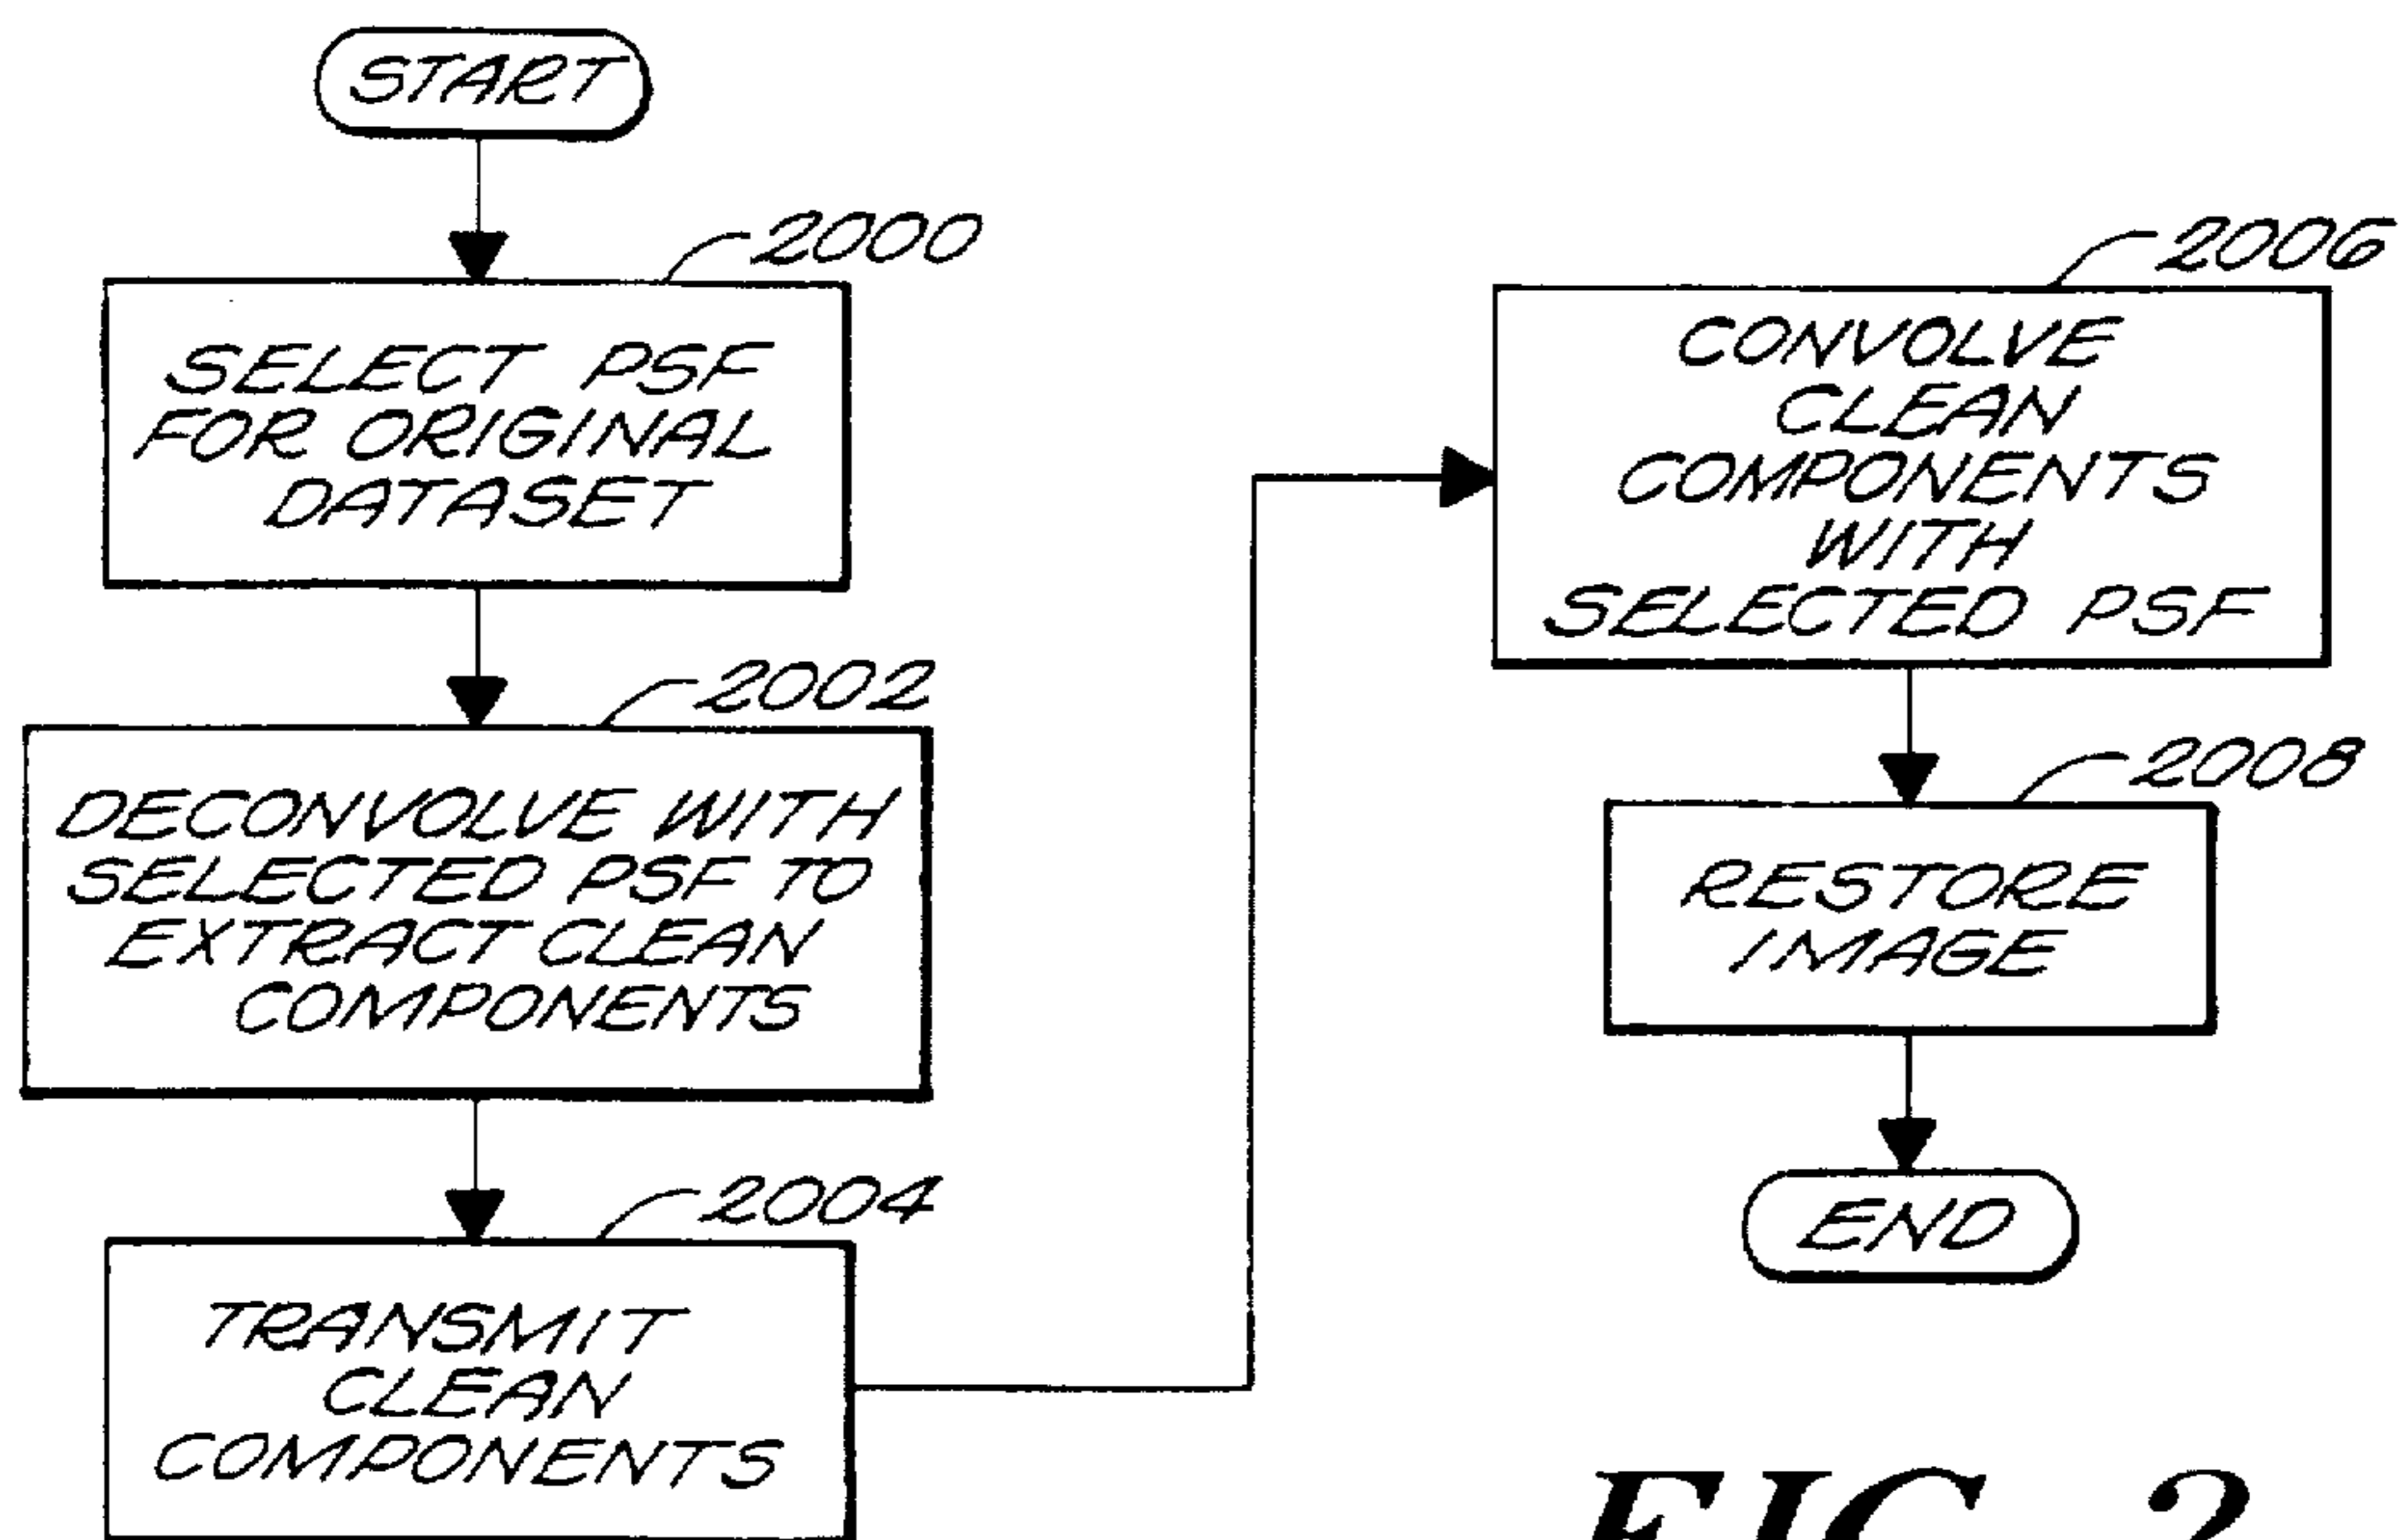 START
2000
SELECT PSF
FOR ORIGINAL
DATASET
2002
DECONVOLVE WITH
SELECTED PSF TO
EXTRACT CLEAN
COMPONENTS
2004
TRANSMIT
CLEAN
COMPONENTS
2006
CONVOLVE
CLEAN
COMPONENTS
WITH
SELECTED PSF
2008
RESTORE
IMAGE
END
FIG.